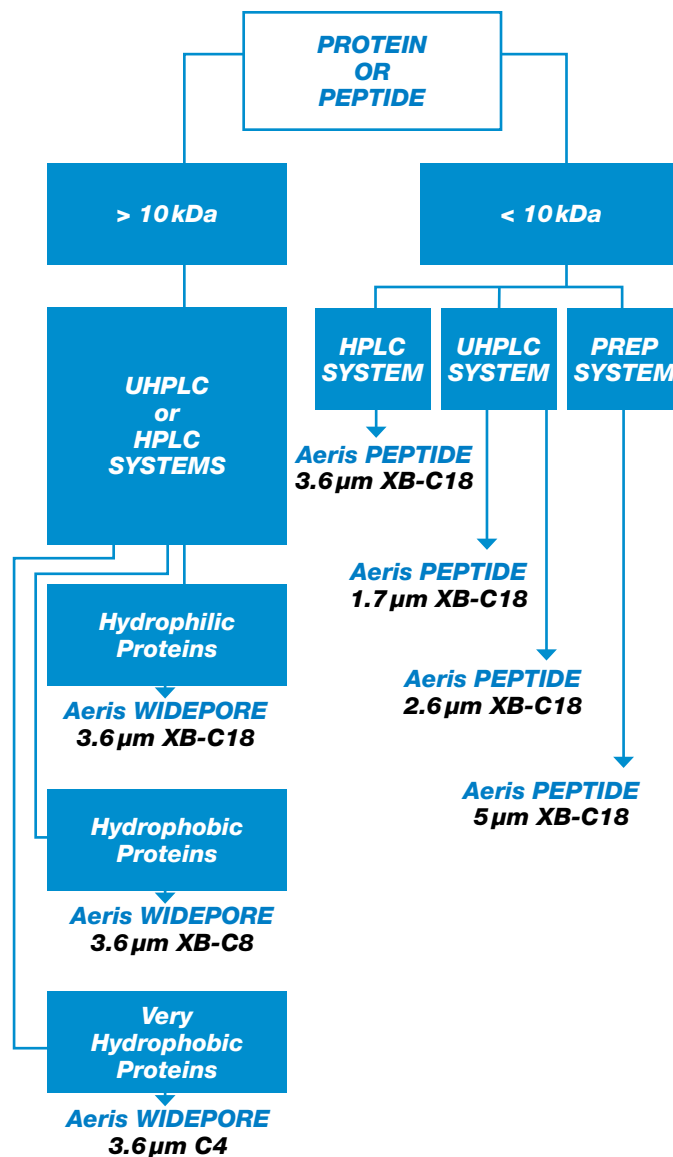 PROTEIN
OR
PEPTIDE
> 10 kDa
< 10 kDa
UHPLC
or
HPLC
SYSTEMS
HPLC
SYSTEM
UHPLC
SYSTEM
PREP
SYSTEM
Aeris PEPTIDE
3.6 µm XB-C18
Aeris PEPTIDE
1.7 µm XB-C18
Aeris PEPTIDE
2.6 µm XB-C18
Aeris PEPTIDE
5 µm XB-C18
Hydrophilic
Proteins
Aeris WIDEPORE
3.6 µm XB-C18
Hydrophobic
Proteins
Aeris WIDEPORE
3.6 µm XB-C8
Very
Hydrophobic
Proteins
Aeris WIDEPORE
3.6 µm C4